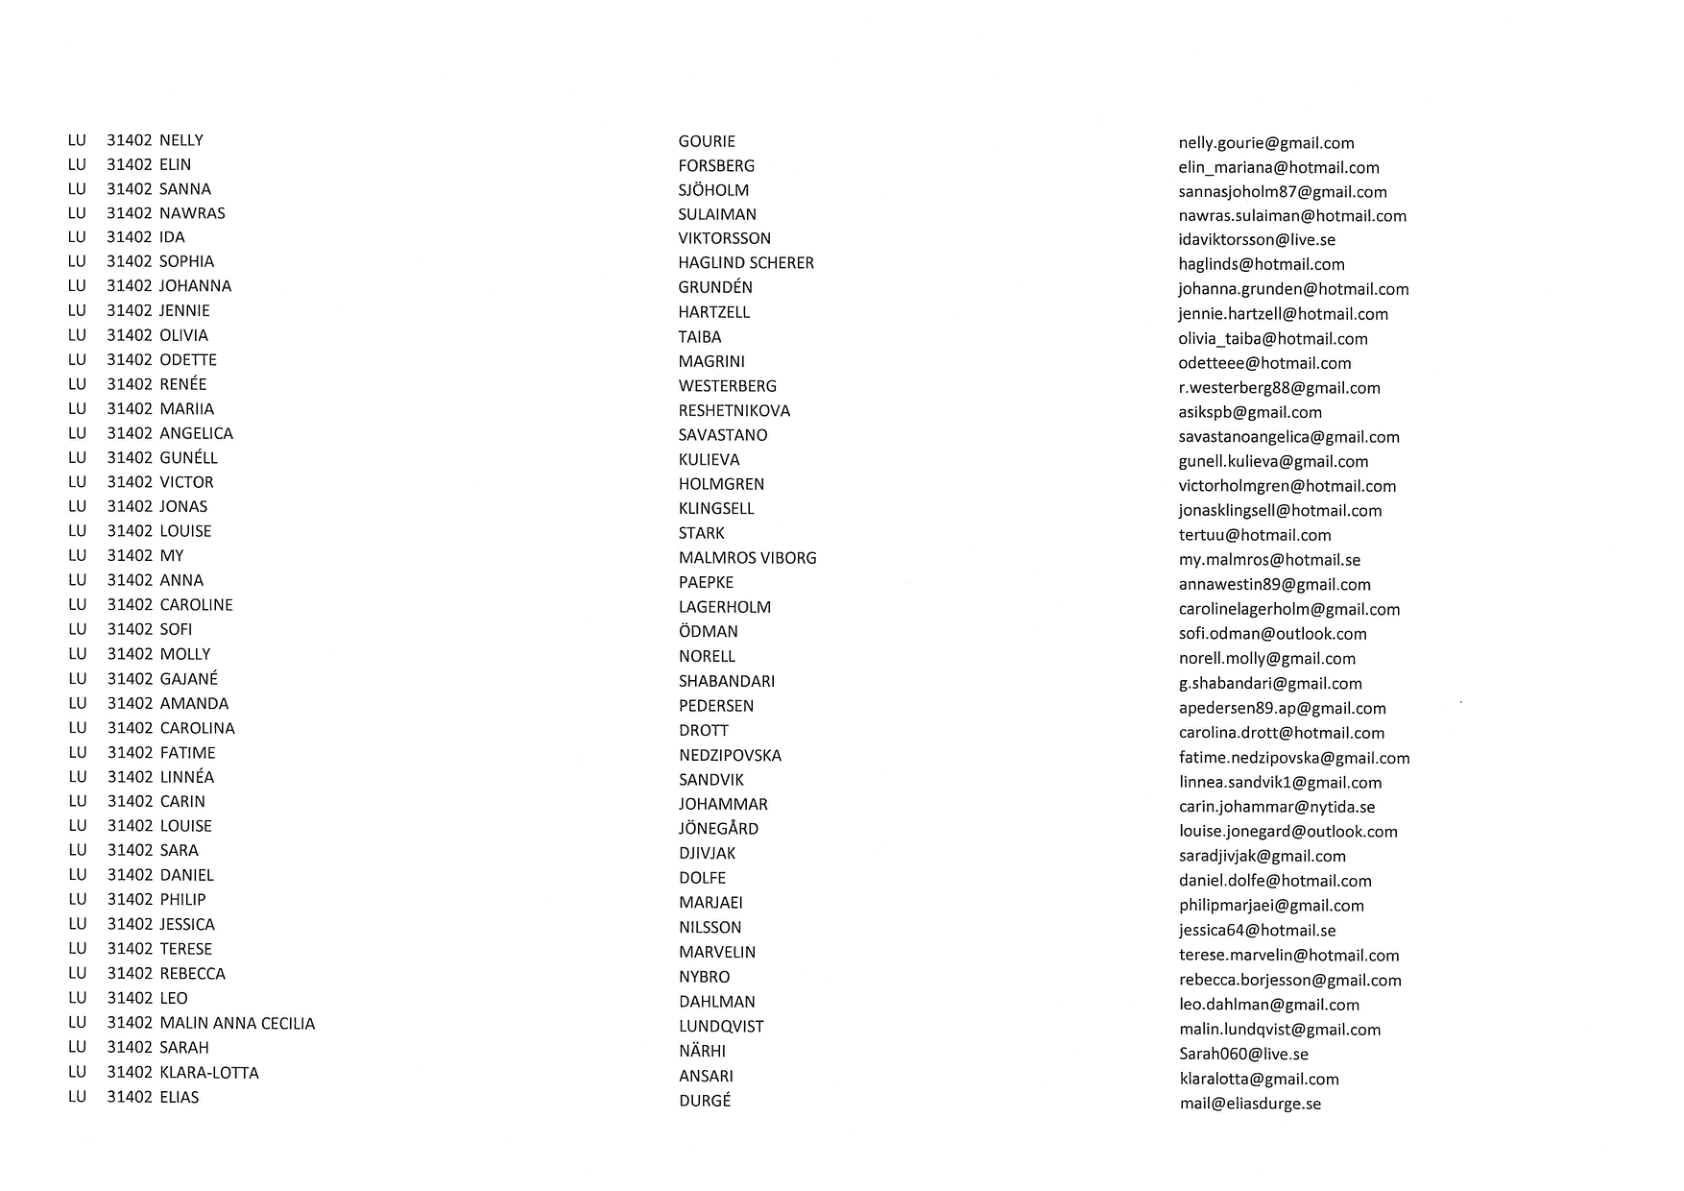 LU 31402 NELLY GOURIE nelly.gourie@gmail.com
LU 31402 ELIN FORSBERG elin_mariana@hotmail.com
LU 31402 SANNA SJÖHOLM sannasjoholm87@gmail.com
LU 31402 NAWRAS SULAIMAN nawras.sulaiman@hotmail.com
LU 31402 IDA VIKTORSSON idaviktorsson@live.se
LU 31402 SOPHIA HAGLIND SCHERER haglinds@hotmail.com
LU 31402 JOHANNA GRUNDÉN johanna.grunden@hotmail.com
LU 31402 JENNIE HARTZELL jennie.hartzell@hotmail.com
LU 31402 OLIVIA TAIBA olivia_taiba@hotmail.com
LU 31402 ODETTE MAGRINI odetteee@hotmail.com
LU 31402 RENÉE WESTERBERG r.westerberg88@gmail.com
LU 31402 MARIIA RESHETNIKOVA asikspb@gmail.com
LU 31402 ANGELICA SAVASTANO savastanoangelica@gmail.com
LU 31402 GUNÉLL KULIEVA gunell.kulieva@gmail.com
LU 31402 VICTOR HOLMGREN victorholmgren@hotmail.com
LU 31402 JONAS KLINGSELL jonasklingsell@hotmail.com
LU 31402 LOUISE STARK tertuu@hotmail.com
LU 31402 MY MALMROS VIBORG my.malmros@hotmail.se
LU 31402 ANNA PAEPKE annawestin89@gmail.com
LU 31402 CAROLINE LAGERHOLM carolinelagerholm@gmail.com
LU 31402 SOFI ÖDMAN sofi.odman@outlook.com
LU 31402 MOLLY NORELL norell.molly@gmail.com
LU 31402 GAJANÉ SHABANDARI g.shabandari@gmail.com
LU 31402 AMANDA PEDERSEN apedersen89.ap@gmail.com
LU 31402 CAROLINA DROTT carolina.drott@hotmail.com
LU 31402 FATIME NEDZIPOVSKA fatime.nedzipovska@gmail.com
LU 31402 LINNÉA SANDVIK linnea.sandvik1@gmail.com
LU 31402 CARIN JOHAMMAR carin.johammar@nytida.se
LU 31402 LOUISE JÖNEGÅRD louise.jonegard@outlook.com
LU 31402 SARA DJIVJAK saradjivjak@gmail.com
LU 31402 DANIEL DOLFE daniel.dolfe@hotmail.com
LU 31402 PHILIP MARJAEI philipmarjaei@gmail.com
LU 31402 JESSICA NILSSON jessica64@hotmail.se
LU 31402 TERESE MARVELIN terese.marvelin@hotmail.com
LU 31402 REBECCA NYBRO rebecca.borjesson@gmail.com
LU 31402 LEO DAHLMAN leo.dahlman@gmail.com
LU 31402 MALIN ANNA CECILIA LUNDQVIST malin.lundqvist@gmail.com
LU 31402 SARAH NÄRHI Sarah060@live.se
LU 31402 KLARA-LOTTA ANSARI klaralotta@gmail.com
LU 31402 ELIAS DURGÉ mail@eliasdurge.se